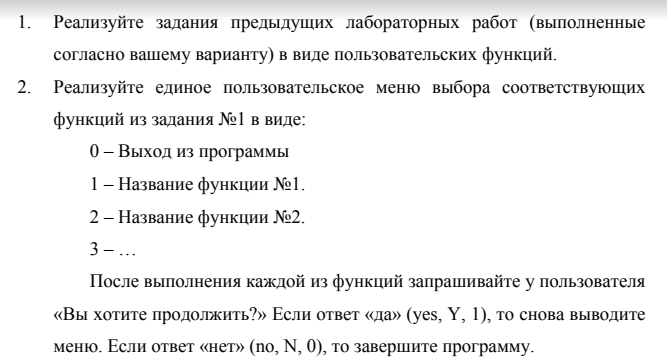 1. Реализуйте задания предыдущих лабораторных работ (выполненные
согласно вашему варианту) в виде пользовательских функций.
2. Реализуйте единое пользовательское меню выбора соответствующих
функций из задания №1 в виде:
0 – Выход из программы
1 – Название функции №1.
2 – Название функции №2.
3 – …
После выполнения каждой из функций запрашивайте у пользователя
«Вы хотите продолжить?» Если ответ «да» (yes, Y, 1), то снова выводите
меню. Если ответ «нет» (no, N, 0), то завершите программу.